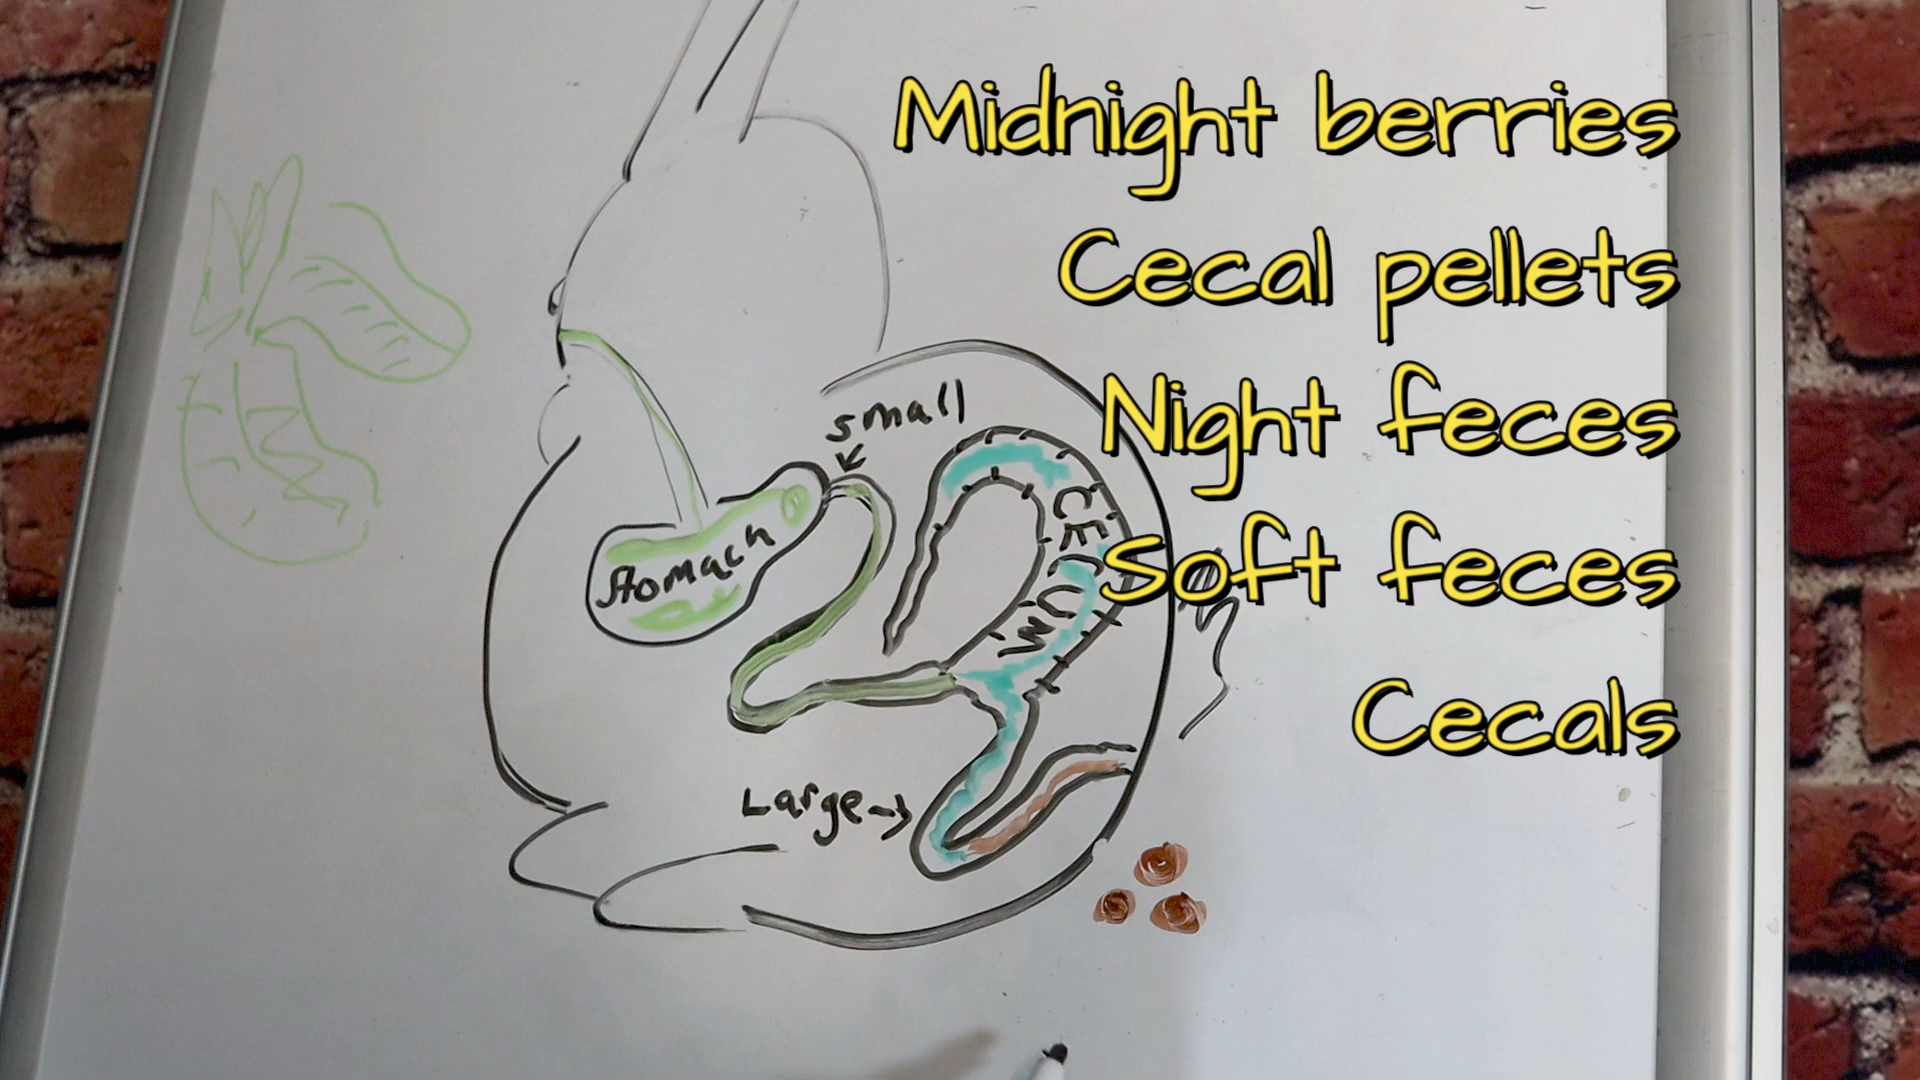 Midnight berries
Cecal pellets
Night feces
Soft feces
Cecals
small
Stomach
CECUM
Large